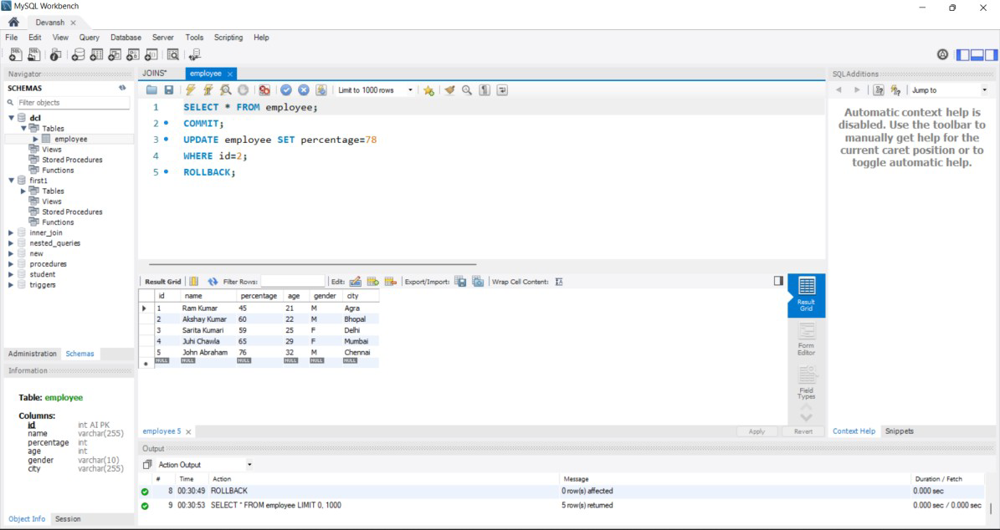 MySQL Workbench
Devansh
File Edit View Query Database Server Tools Scripting Help
Navigator
SCHEMAS
Filter objects
dcl
Tables
employee
Views
Stored Procedures
Functions
first1
Tables
Views
Stored Procedures
Functions
inner_join
nested_queries
new
procedures
student
triggers
Administration Schemas
Information
Table: employee
Columns:
id int AI PK
name varchar(255)
percentage int
age int
gender varchar(10)
city varchar(255)
Object Info Session
JOINS* employee
Limit to 1000 rows
1 SELECT * FROM employee;
2 COMMIT;
3 UPDATE employee SET percentage=78
4 WHERE id=2;
5 ROLLBACK;
Result Grid Filter Rows: Edit: Export/Import: Wrap Cell Content:
id name percentage age gender city
1 Ram Kumar 45 21 M Agra
2 Akshay Kumar 60 22 M Bhopal
3 Sarita Kumari 59 25 F Delhi
4 Juhi Chawla 65 29 F Mumbai
5 John Abraham 76 32 M Chennai
NULL NULL NULL NULL NULL NULL
Result
Grid
Form
Editor
Field
Types
employee 5
Apply Revert
Output
Action Output
# Time Action Message Duration / Fetch
8 00:30:49 ROLLBACK 0 row(s) affected 0.000 sec
9 00:30:53 SELECT * FROM employee LIMIT 0, 1000 5 row(s) returned 0.000 sec / 0.000 sec
SQLAdditions
Jump to
Automatic context help is
disabled. Use the toolbar to
manually get help for the
current caret position or to
toggle automatic help.
Context Help Snippets